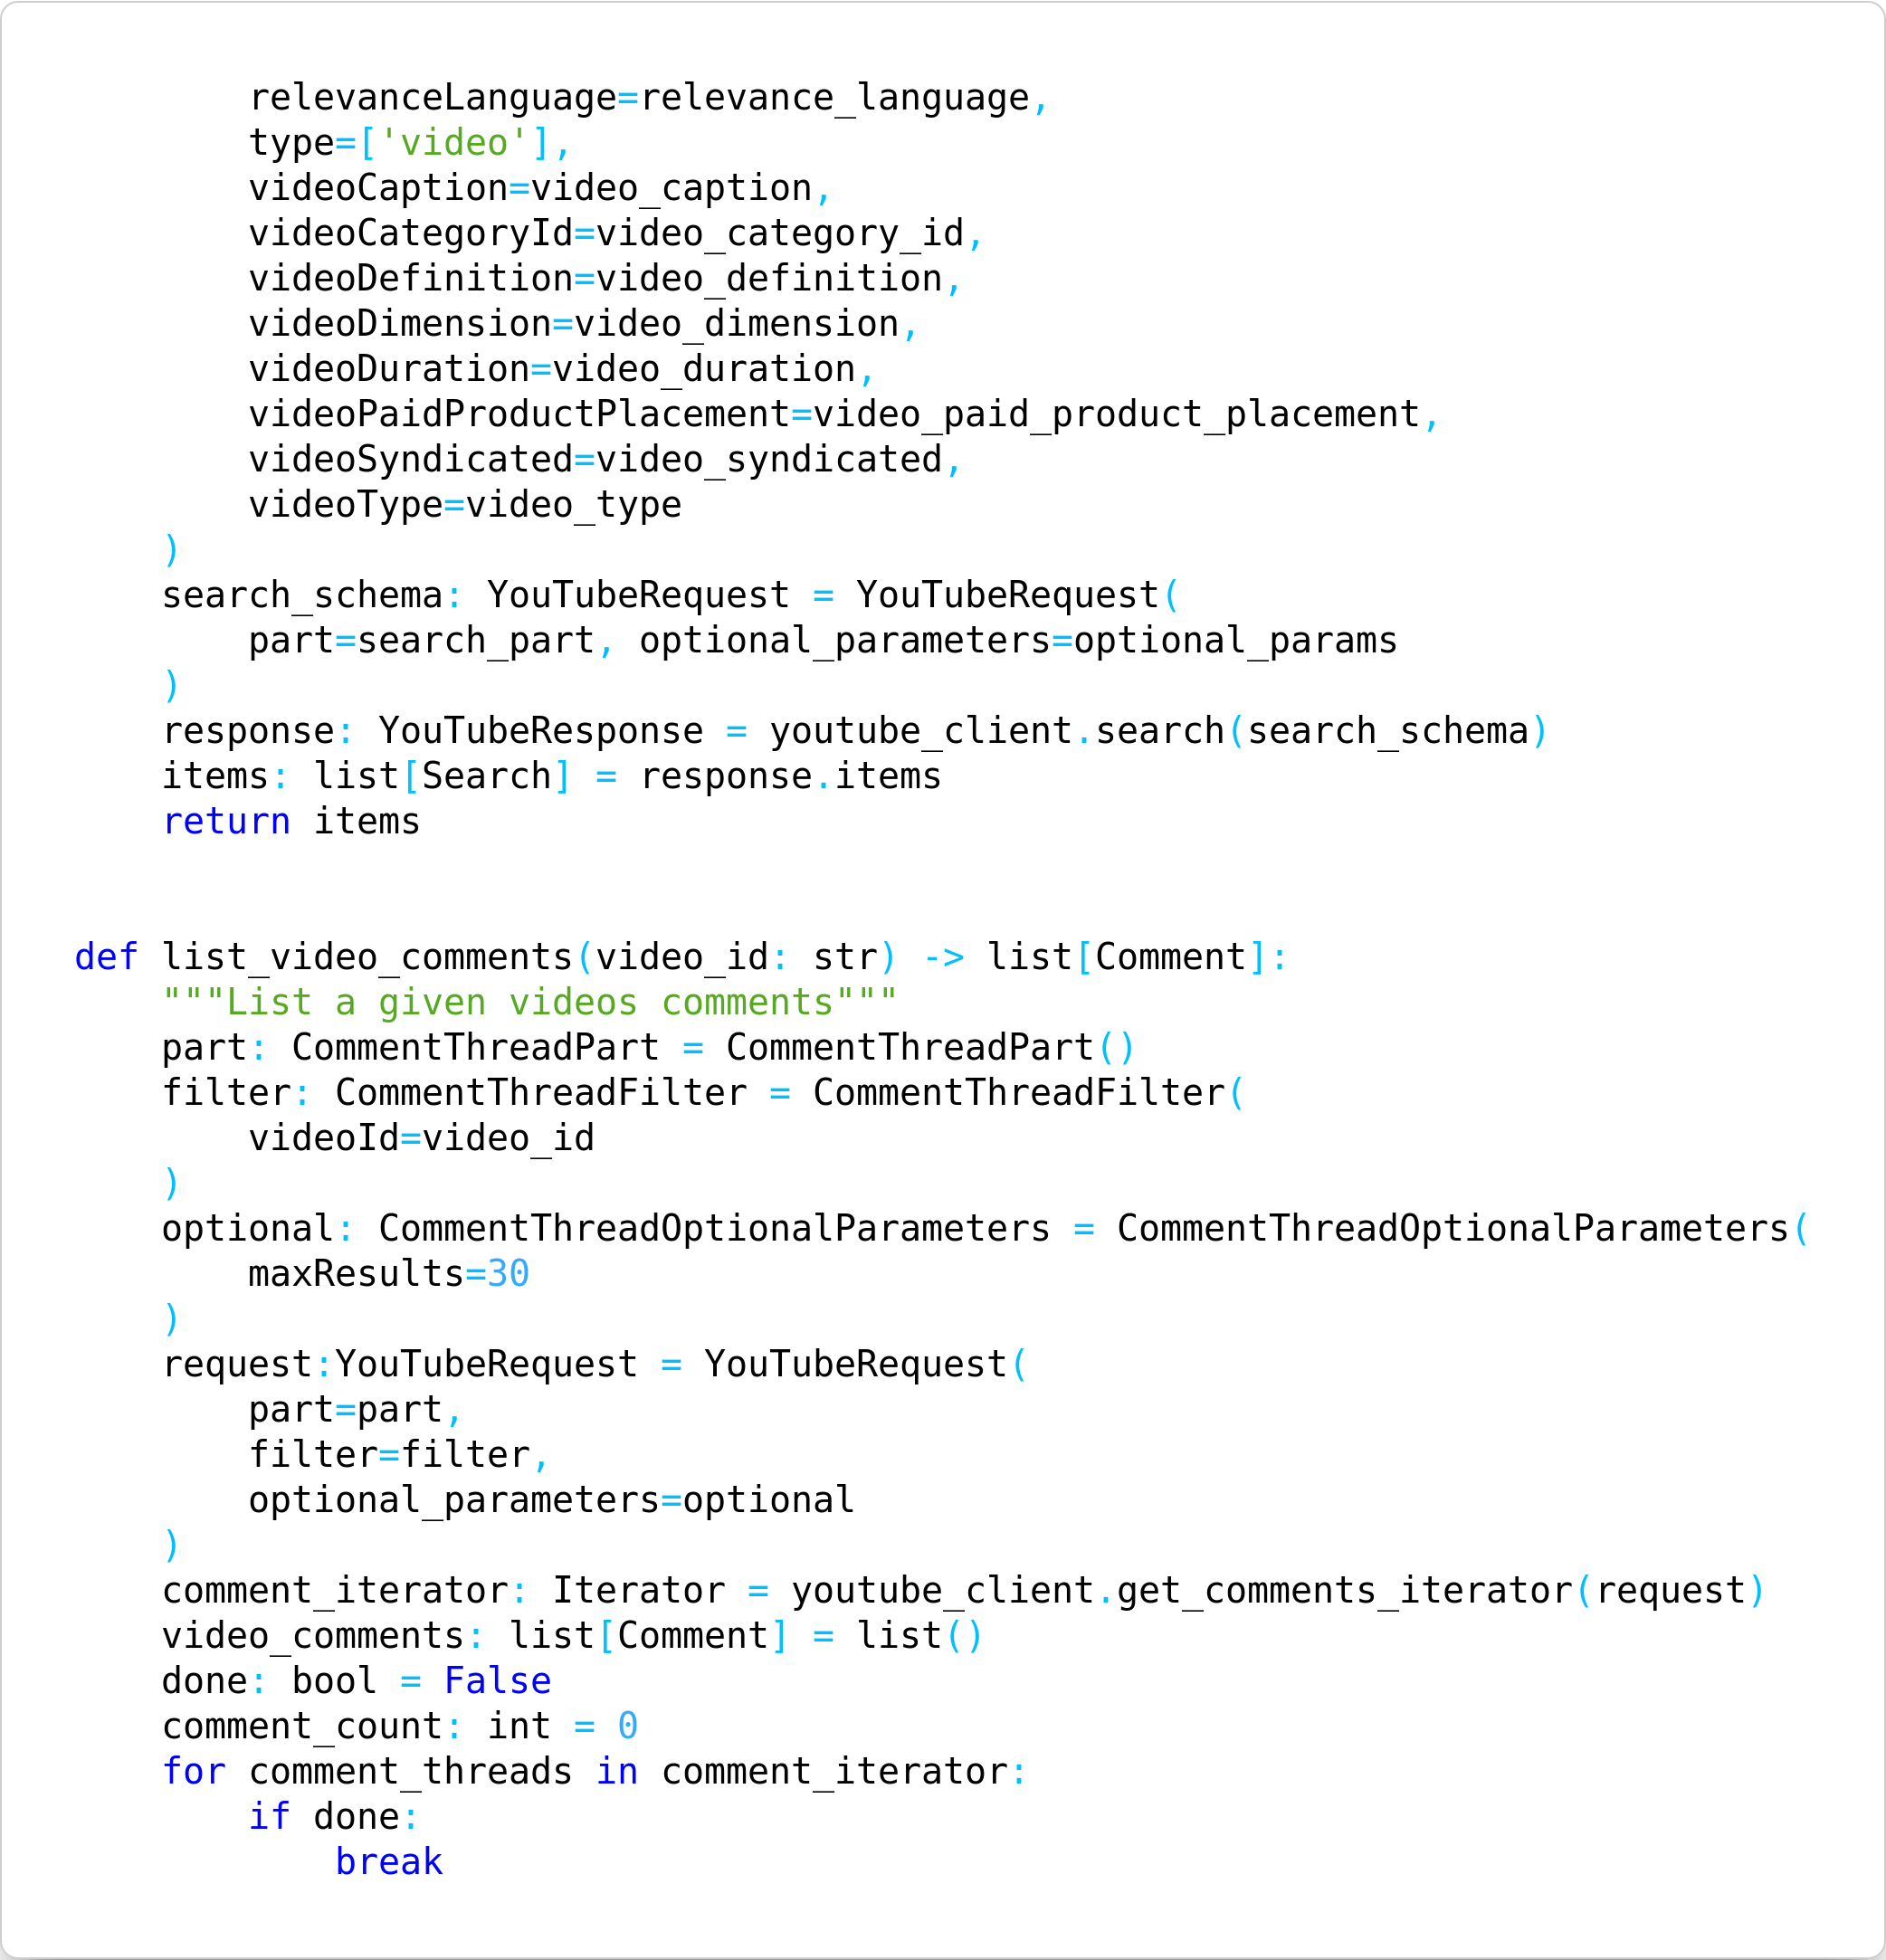 relevanceLanguage=relevance_language,
        type=['video'],
        videoCaption=video_caption,
        videoCategoryId=video_category_id,
        videoDefinition=video_definition,
        videoDimension=video_dimension,
        videoDuration=video_duration,
        videoPaidProductPlacement=video_paid_product_placement,
        videoSyndicated=video_syndicated,
        videoType=video_type
    )
    search_schema: YouTubeRequest = YouTubeRequest(
        part=search_part, optional_parameters=optional_params
    )
    response: YouTubeResponse = youtube_client.search(search_schema)
    items: list[Search] = response.items
    return items


def list_video_comments(video_id: str) -> list[Comment]:
    """List a given videos comments"""
    part: CommentThreadPart = CommentThreadPart()
    filter: CommentThreadFilter = CommentThreadFilter(
        videoId=video_id
    )
    optional: CommentThreadOptionalParameters = CommentThreadOptionalParameters(
        maxResults=30
    )
    request:YouTubeRequest = YouTubeRequest(
        part=part,
        filter=filter,
        optional_parameters=optional
    )
    comment_iterator: Iterator = youtube_client.get_comments_iterator(request)
    video_comments: list[Comment] = list()
    done: bool = False
    comment_count: int = 0
    for comment_threads in comment_iterator:
        if done:
            break